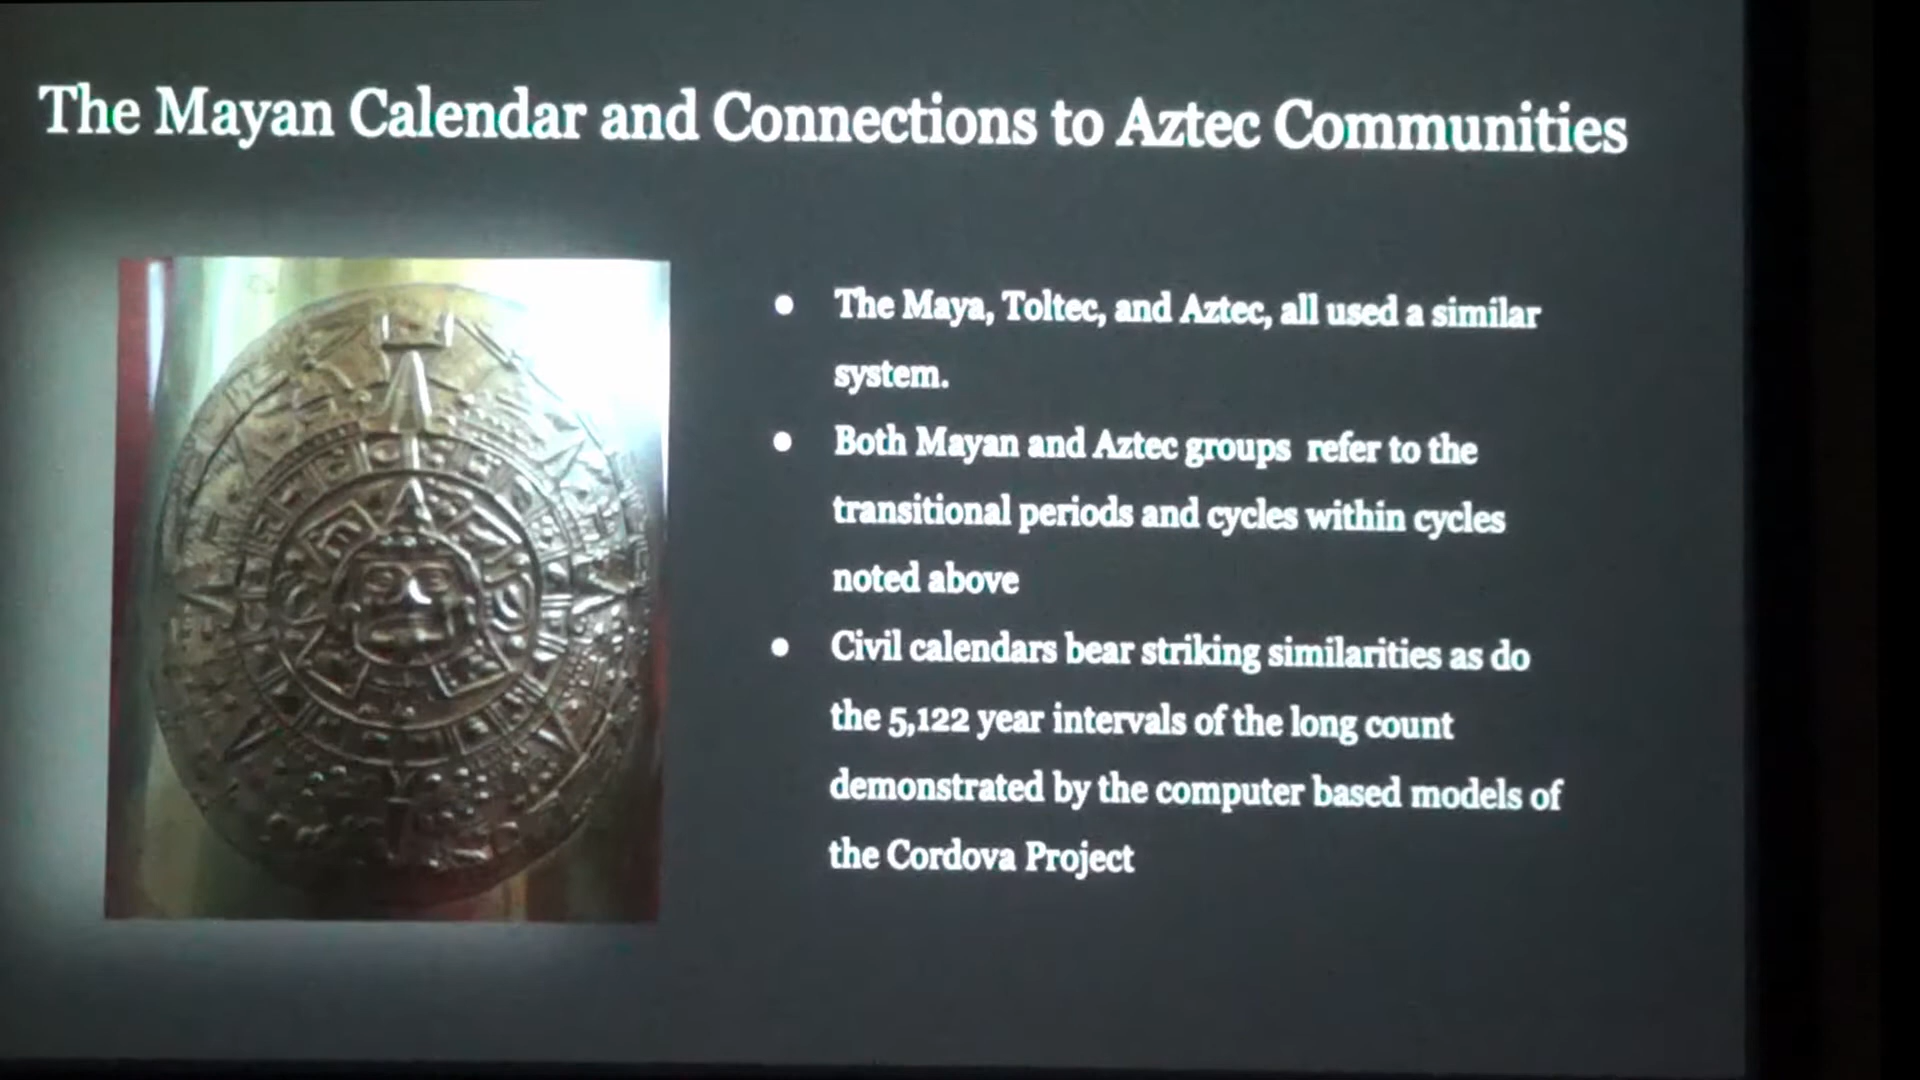 The Mayan Calendar and Connections to Aztec Communities
● The Maya, Toltec, and Aztec, all used a similar
system.
● Both Mayan and Aztec groups refer to the
transitional periods and cycles within cycles
noted above
● Civil calendars bear striking similarities as do
the 5,122 year intervals of the long count
demonstrated by the computer based models of
the Cordova Project